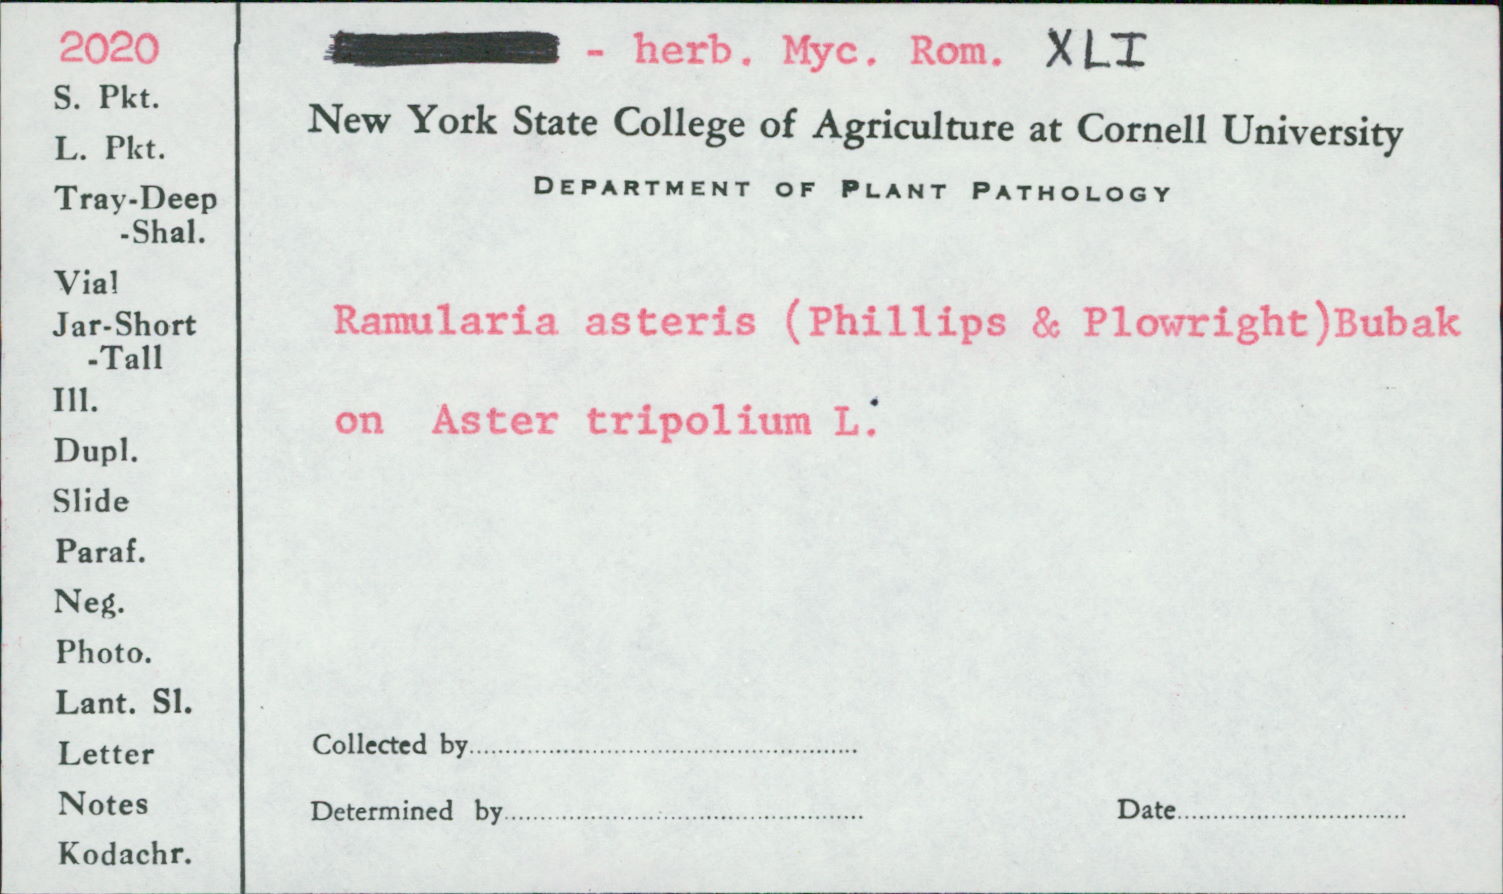 2020
S. Pkt.
L. Pkt.
Tray-Deep
-Shal.
Vial
Jar-Short
-Tall
Ill.
Dupl.
Slide
Paraf.
Neg.
Photo.
Lant. Sl.
Letter
Notes
Kodachr.
- herb. Myc. Rom. XLI
New York State College of Agriculture at Cornell University
DEPARTMENT OF PLANT PATHOLOGY
Ramularia asteris (Phillips & Plowright)Bubak
on Aster tripolium L.
Collected by
Determined by
Date